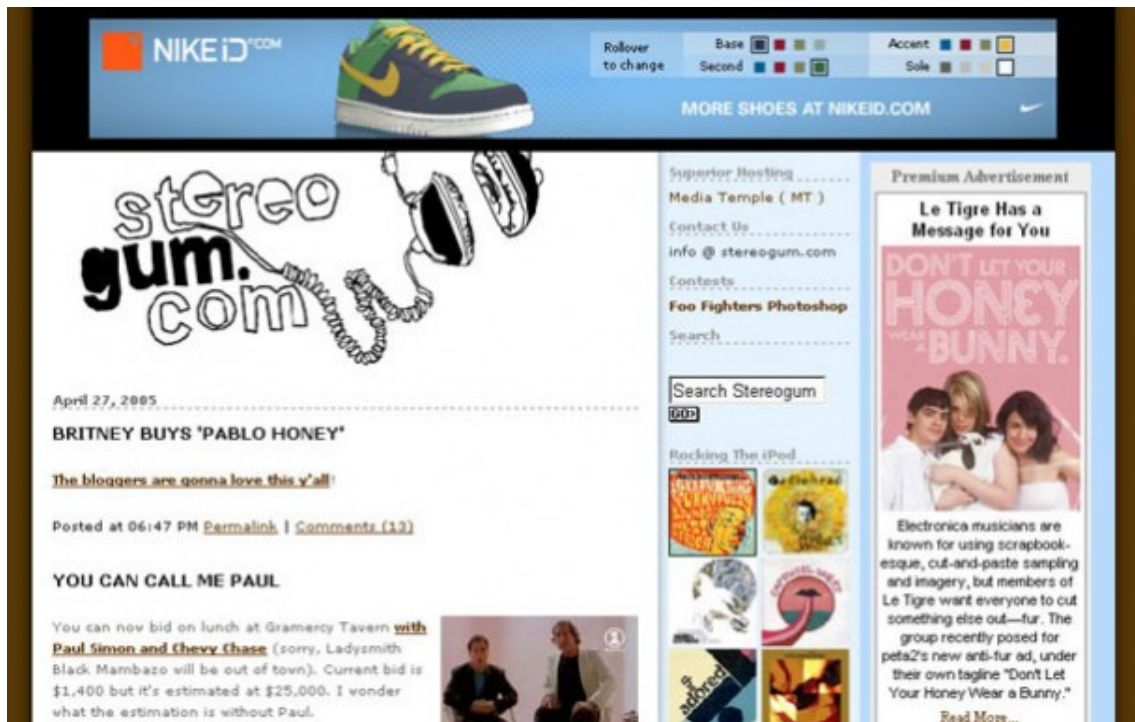 NIKEiD.COM
Rollover
to change
Base
Second
Accent
Sole
MORE SHOES AT NIKEID.COM
stereo
gum.
com
April 27, 2005
BRITNEY BUYS 'PABLO HONEY'
The bloggers are gonna love this y'all!
Posted at 06:47 PM Permalink | Comments (13)
YOU CAN CALL ME PAUL
You can now bid on lunch at Gramercy Tavern with
Paul Simon and Chevy Chase (sorry, Ladysmith
Black Mambazo will be out of town). Current bid is
$1,400 but it's estimated at $25,000. I wonder
what the estimation is without Paul.
Superior Hosting
Media Temple ( MT )
Contact Us
info @ stereogum.com
Contests
Foo Fighters Photoshop
Search
Search Stereogum
GO>
Rocking The iPod
adored
Premium Advertisement
Le Tigre Has a
Message for You
DON'T LET YOUR
HONEY
WEAR A
BUNNY.
Electronica musicians are
known for using scrapbook-
esque, cut-and-paste sampling
and imagery, but members of
Le Tigre want everyone to cut
something else out—fur. The
group recently posed for
peta2's new anti-fur ad, under
their own tagline "Don't Let
Your Honey Wear a Bunny."
Read More...